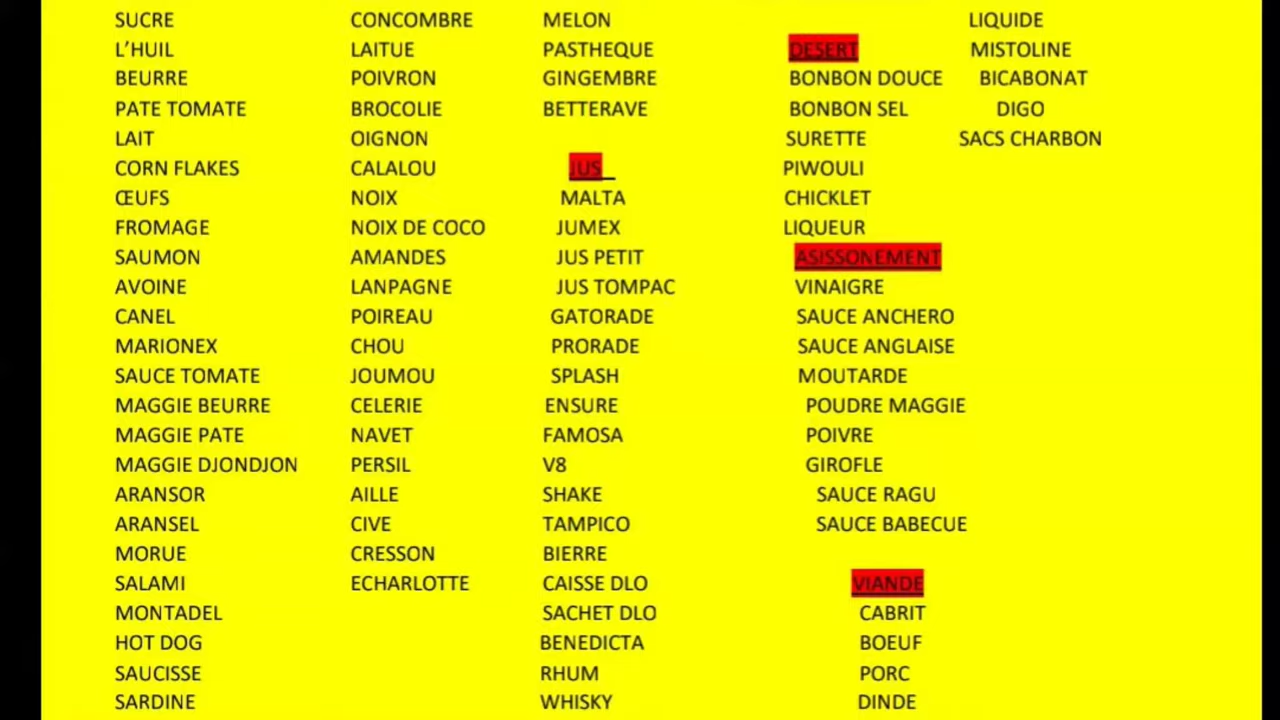 SUCRE
L'HUIL
BEURRE
PATE TOMATE
LAIT
CORN FLAKES
ŒUFS
FROMAGE
SAUMON
AVOINE
CANEL
MARIONEX
SAUCE TOMATE
MAGGIE BEURRE
MAGGIE PATE
MAGGIE DJONDJON
ARANSOR
ARANSEL
MORUE
SALAMI
MONTADEL
HOT DOG
SAUCISSE
SARDINE
CONCOMBRE
LAITUE
POIVRON
BROCOLIE
OIGNON
CALALOU
NOIX
NOIX DE COCO
AMANDES
LANPAGNE
POIREAU
CHOU
JOUMOU
CELERIE
NAVET
PERSIL
AILLE
CIVE
CRESSON
ECHARLOTTE
MELON
PASTHEQUE
GINGEMBRE
BETTERAVE
JUS
MALTA
JUMEX
JUS PETIT
JUS TOMPAC
GATORADE
PRORADE
SPLASH
ENSURE
FAMOSA
V8
SHAKE
TAMPICO
BIERRE
CAISSE DLO
SACHET DLO
BENEDICTA
RHUM
WHISKY
DESERT
BONBON DOUCE
BONBON SEL
SURETTE
PIWOULI
CHICKLET
LIQUEUR
ASISSONEMENT
VINAIGRE
SAUCE ANCHERO
SAUCE ANGLAISE
MOUTARDE
POUDRE MAGGIE
POIVRE
GIROFLE
SAUCE RAGU
SAUCE BABECUE
VIANDE
CABRIT
BOEUF
PORC
DINDE
LIQUIDE
MISTOLINE
BICABONAT
DIGO
SACS CHARBON